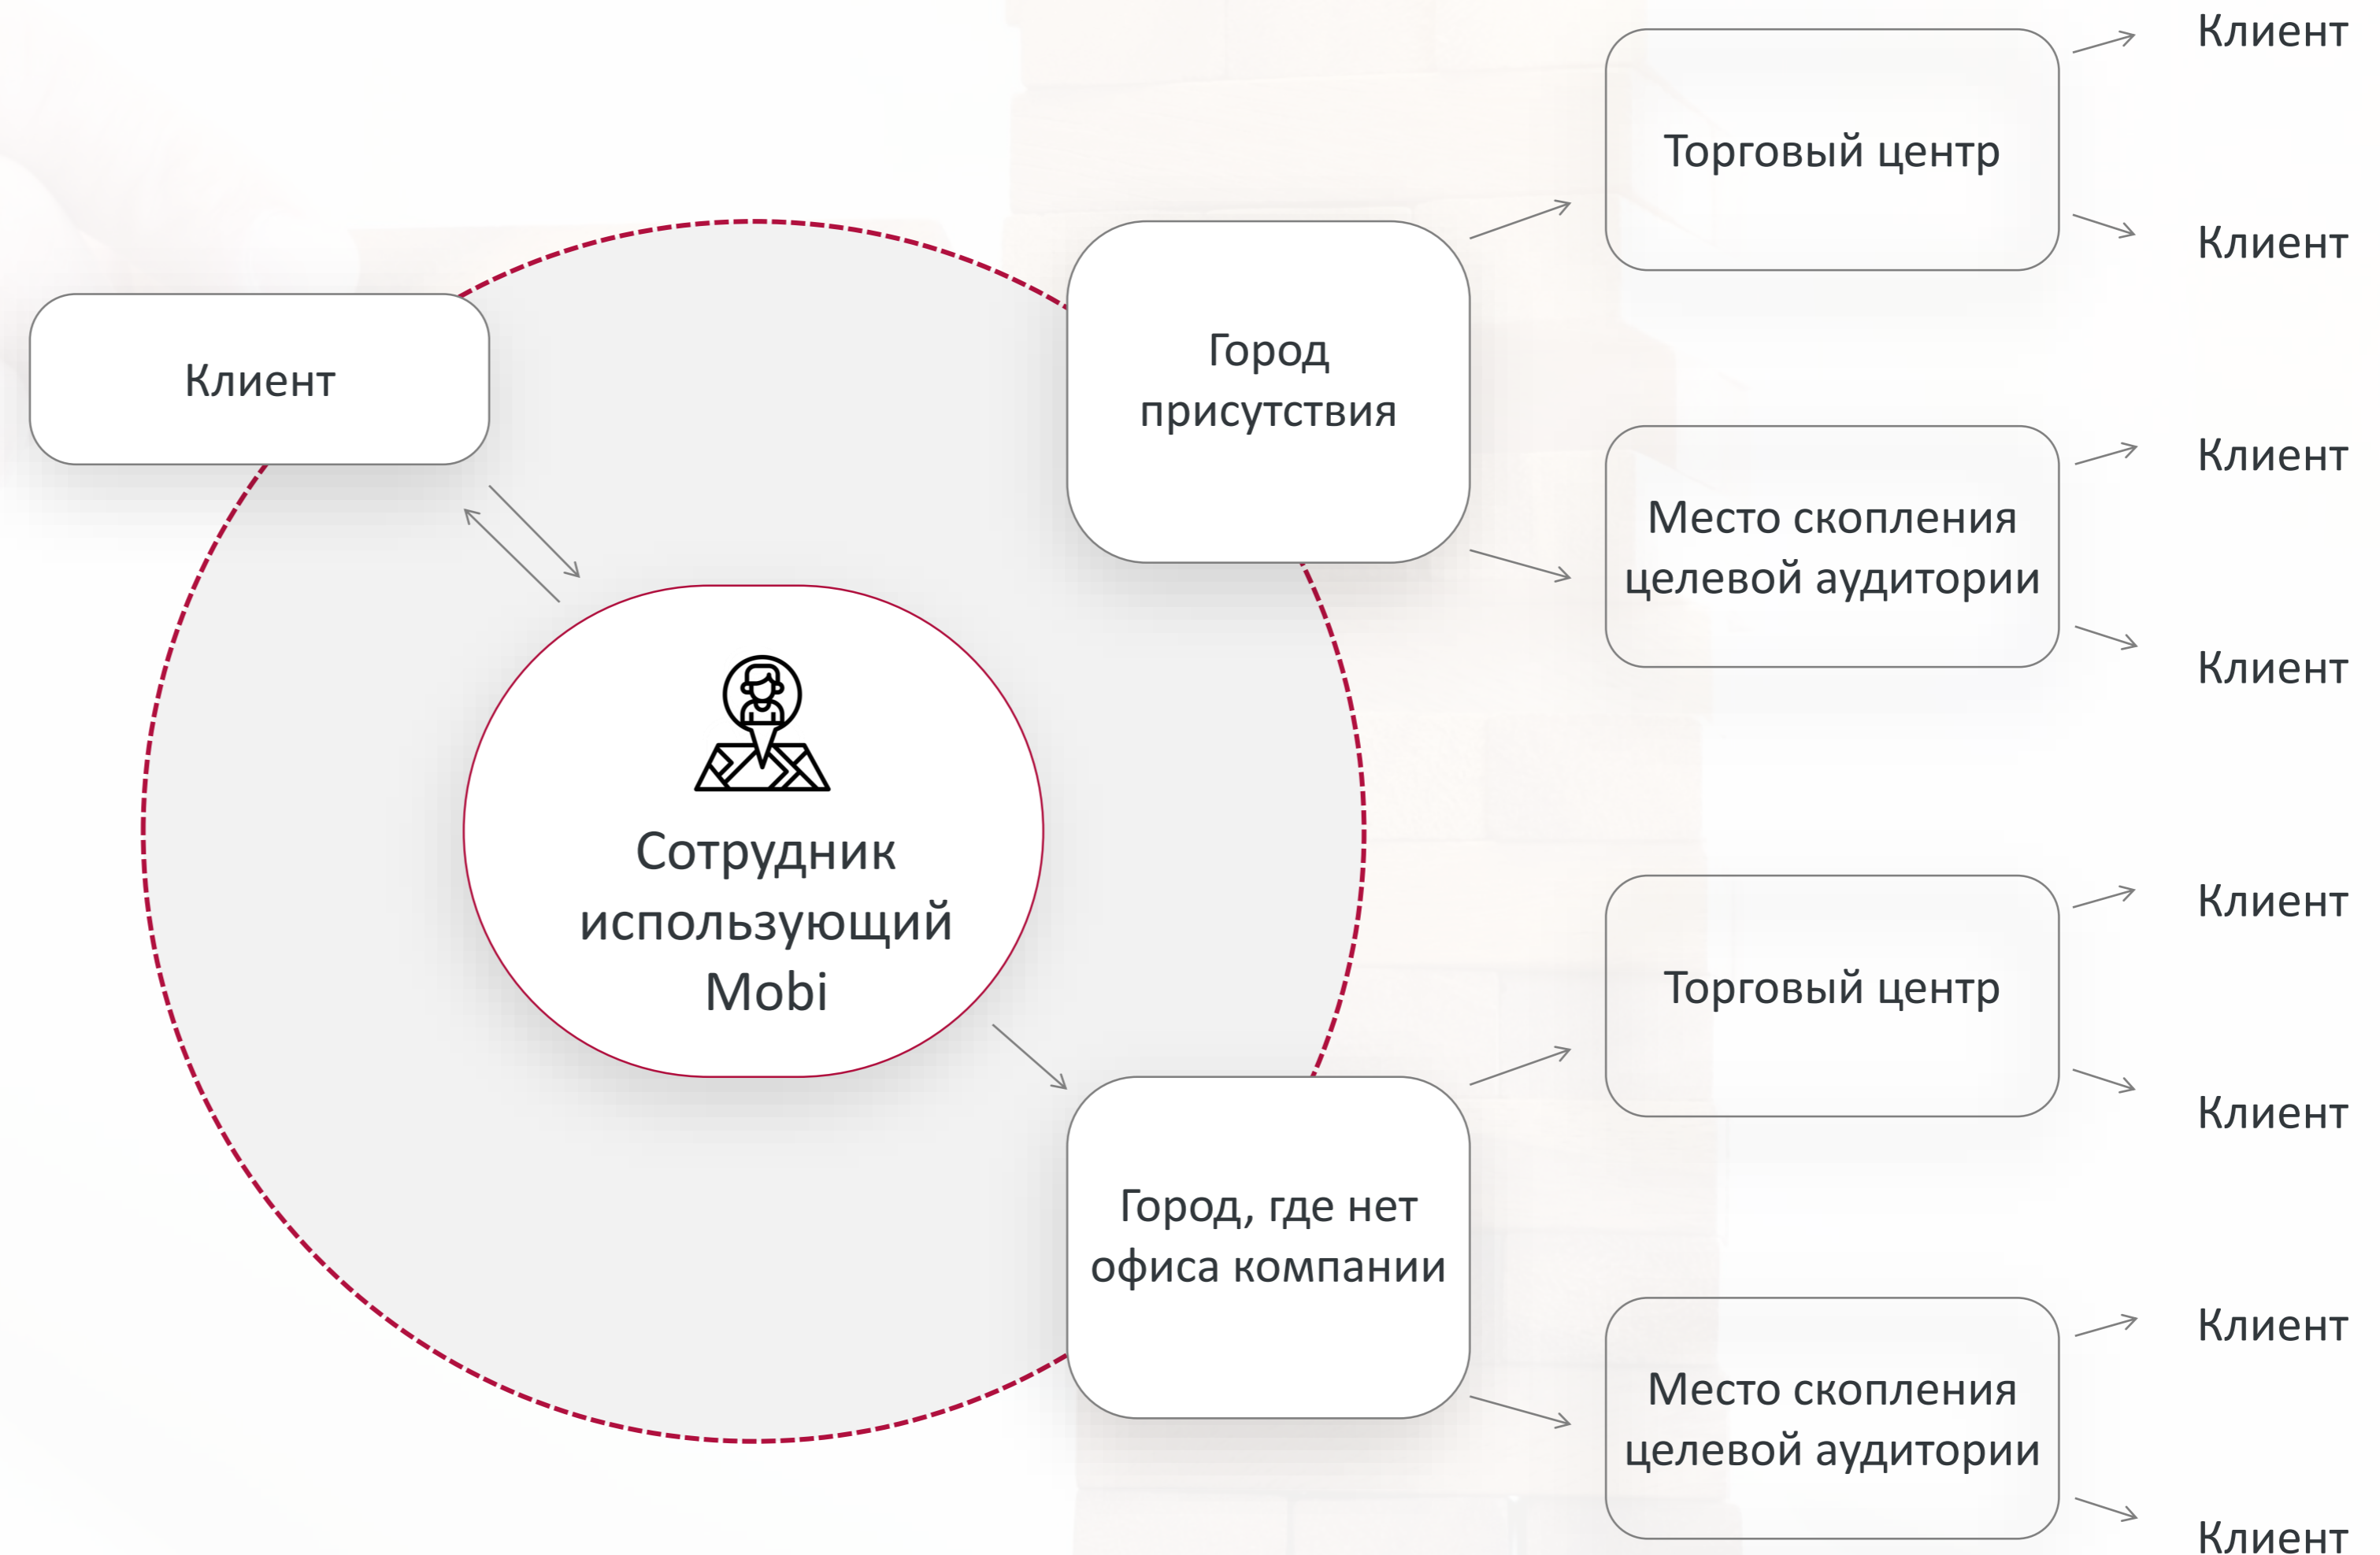 Клиент
Сотрудник
использующий
Mobi
Город
присутствия
Торговый центр
Клиент
Клиент
Место скопления
целевой аудитории
Клиент
Клиент
Город, где нет
офиса компании
Торговый центр
Клиент
Клиент
Место скопления
целевой аудитории
Клиент
Клиент